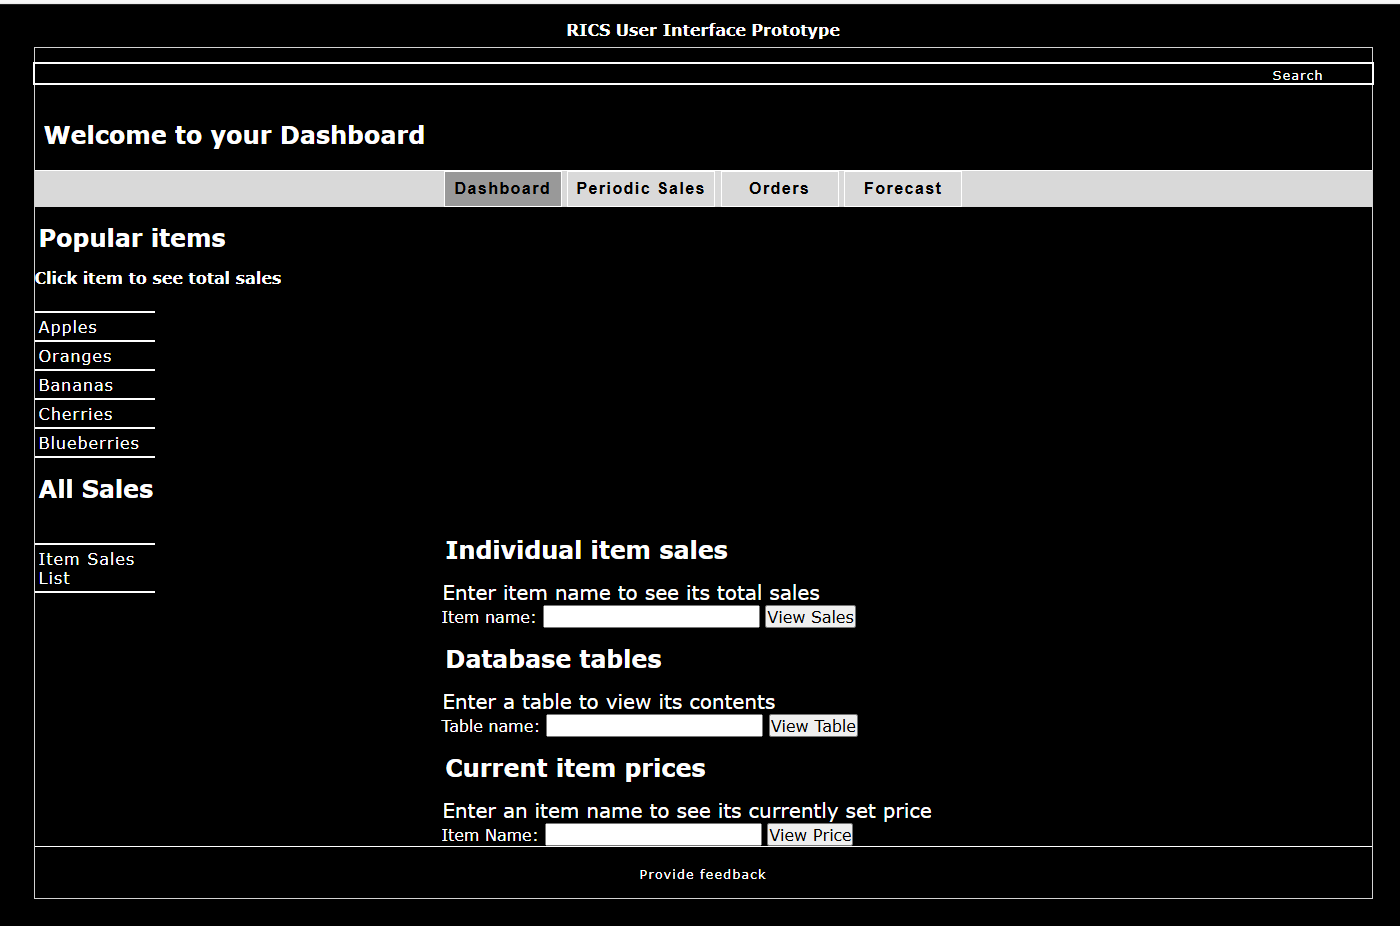 RICS User Interface Prototype
Search
Welcome to your Dashboard
Dashboard Periodic Sales Orders Forecast
Popular items
Click item to see total sales
Apples
Oranges
Bananas
Cherries
Blueberries
All Sales
Item Sales
List
Individual item sales
Enter item name to see its total sales
Item name: View Sales
Database tables
Enter a table to view its contents
Table name: View Table
Current item prices
Enter an item name to see its currently set price
Item Name: View Price
Provide feedback